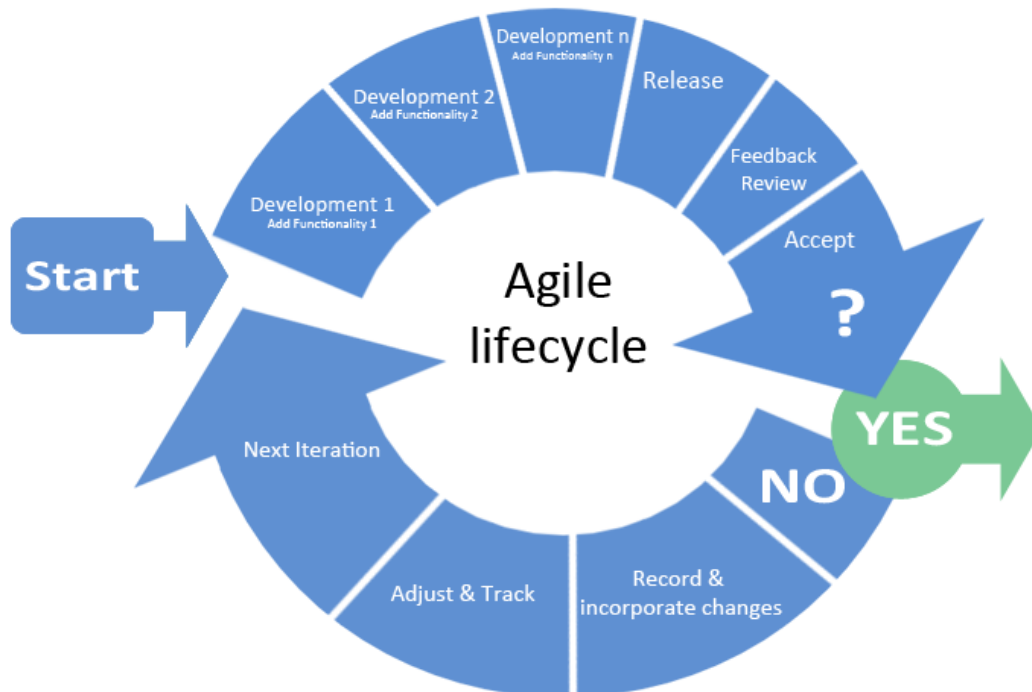 Start
Development 1
Add Functionality 1
Development 2
Add Functionality 2
Development n
Add Functionality n
Release
Feedback
Review
Accept
?
YES
NO
Record &
incorporate changes
Adjust & Track
Next Iteration
Agile
lifecycle